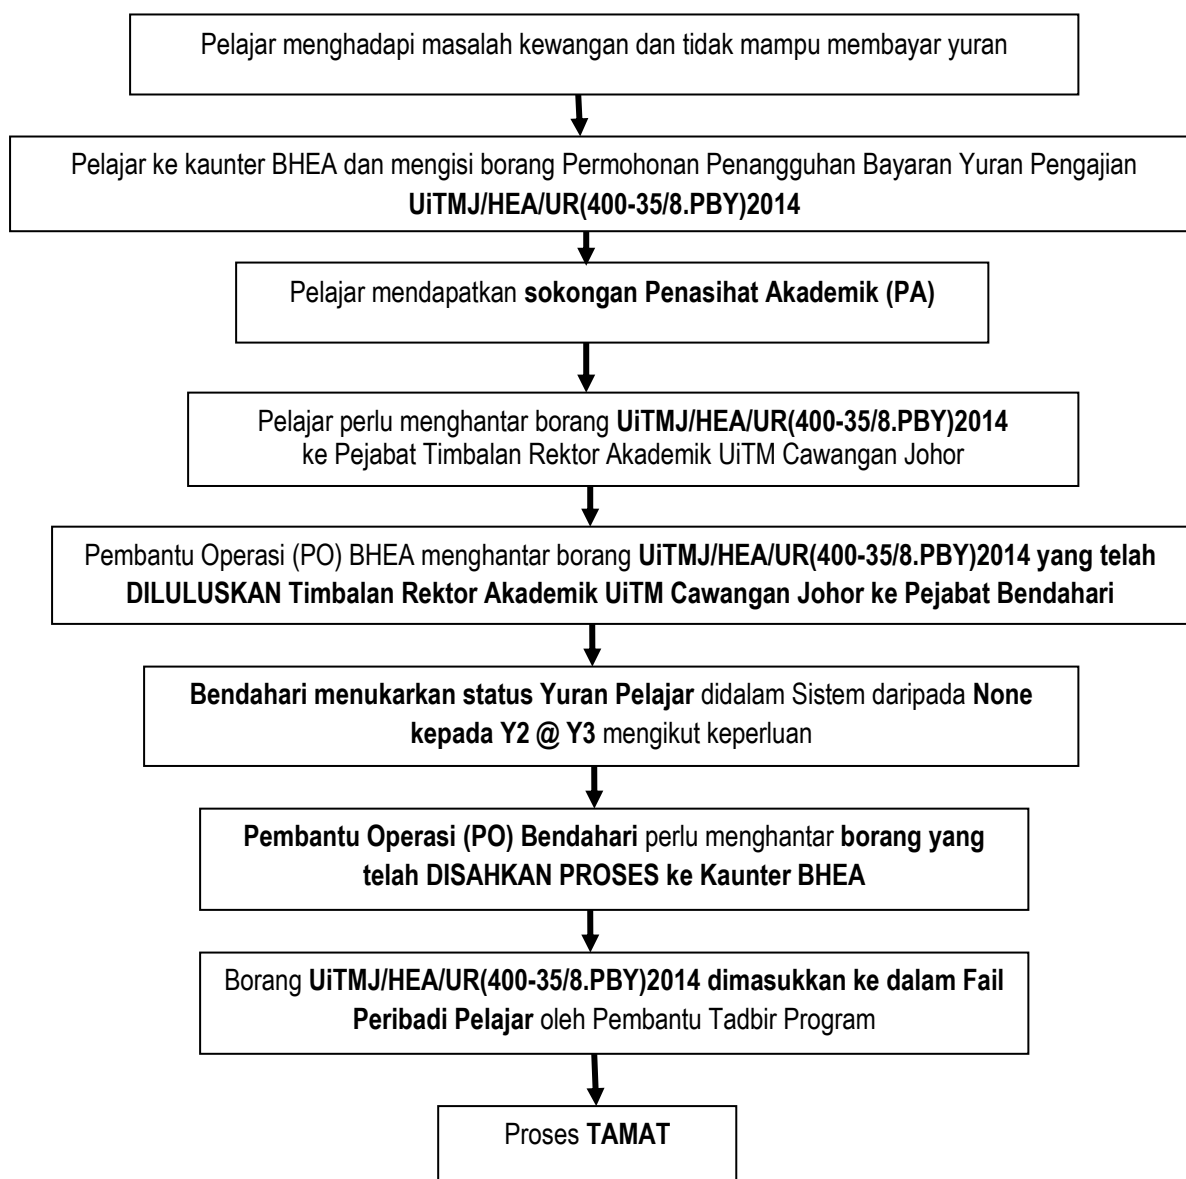 Pelajar menghadapi masalah kewangan dan tidak mampu membayar yuran
Pelajar ke kaunter BHEA dan mengisi borang Permohonan Penangguhan Bayaran Yuran Pengajian
UiTMJ/HEA/UR(400-35/8.PBY)2014
Pelajar mendapatkan sokongan Penasihat Akademik (PA)
Pelajar perlu menghantar borang UiTMJ/HEA/UR(400-35/8.PBY)2014
ke Pejabat Timbalan Rektor Akademik UiTM Cawangan Johor
Pembantu Operasi (PO) BHEA menghantar borang UiTMJ/HEA/UR(400-35/8.PBY)2014 yang telah
DILULUSKAN Timbalan Rektor Akademik UiTM Cawangan Johor ke Pejabat Bendahari
Bendahari menukarkan status Yuran Pelajar didalam Sistem daripada None
kepada Y2 @ Y3 mengikut keperluan
Pembantu Operasi (PO) Bendahari perlu menghantar borang yang
telah DISAHKAN PROSES ke Kaunter BHEA
Borang UiTMJ/HEA/UR(400-35/8.PBY)2014 dimasukkan ke dalam Fail
Peribadi Pelajar oleh Pembantu Tadbir Program
Proses TAMAT